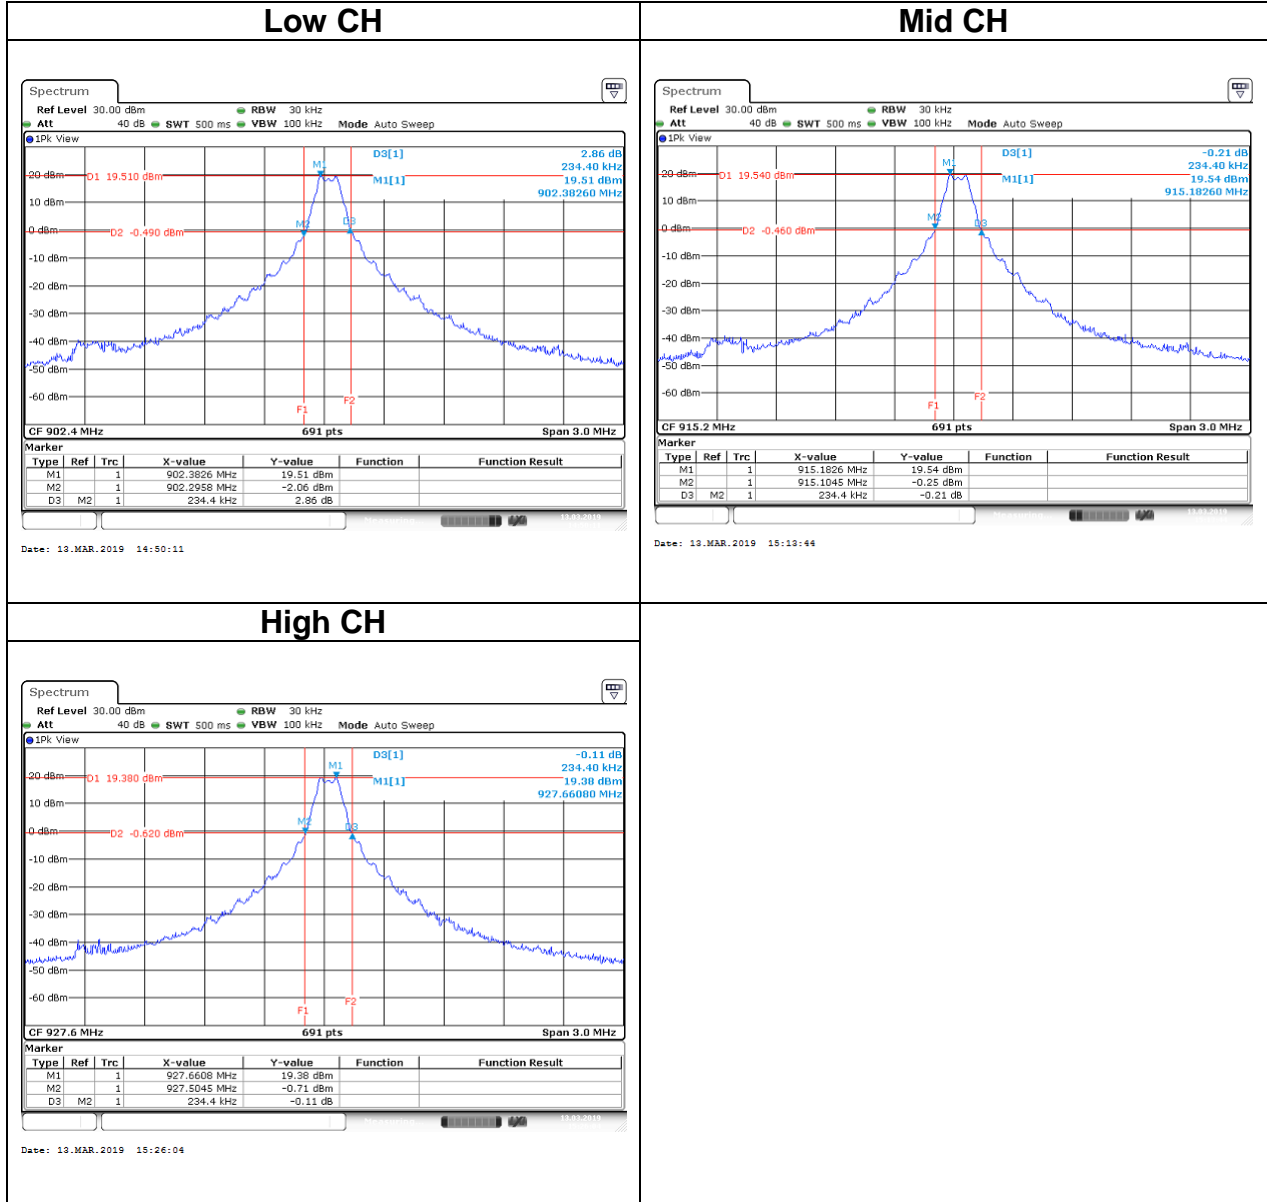 Low CH
Mid CH
Spectrum
Ref Level 30.00 dBm RBW 30 kHz
Att 40 dB SWT 500 ms VBW 100 kHz Mode Auto Sweep
1Pk View
D3[1] 2.86 dB
234.40 kHz
M1[1] 19.51 dBm
902.38260 MHz
M1
20 dBm
D1 19.510 dBm
10 dBm
M2
D3
0 dBm
D2 -0.490 dBm
-10 dBm
-20 dBm
-30 dBm
-40 dBm
-50 dBm
-60 dBm
F1
F2
CF 902.4 MHz 691 pts Span 3.0 MHz
Marker
Type Ref Trc X-value Y-value Function Function Result
M1 1 902.3826 MHz 19.51 dBm
M2 1 902.2958 MHz -2.06 dBm
D3 M2 1 234.4 kHz 2.86 dB
Measuring 13.03.2019
Date: 13.MAR.2019 14:50:11
Spectrum
Ref Level 30.00 dBm RBW 30 kHz
Att 40 dB SWT 500 ms VBW 100 kHz Mode Auto Sweep
1Pk View
D3[1] -0.21 dB
234.40 kHz
M1[1] 19.54 dBm
915.18260 MHz
M1
20 dBm
D1 19.540 dBm
10 dBm
M2
D3
0 dBm
D2 -0.460 dBm
-10 dBm
-20 dBm
-30 dBm
-40 dBm
-50 dBm
-60 dBm
F1
F2
CF 915.2 MHz 691 pts Span 3.0 MHz
Marker
Type Ref Trc X-value Y-value Function Function Result
M1 1 915.1826 MHz 19.54 dBm
M2 1 915.1045 MHz -0.25 dBm
D3 M2 1 234.4 kHz -0.21 dB
Measuring
Date: 13.MAR.2019 15:13:44
High CH
Spectrum
Ref Level 30.00 dBm RBW 30 kHz
Att 40 dB SWT 500 ms VBW 100 kHz Mode Auto Sweep
1Pk View
D3[1] -0.11 dB
234.40 kHz
M1[1] 19.38 dBm
927.66080 MHz
M1
20 dBm
D1 19.380 dBm
10 dBm
M2
D3
0 dBm
D2 -0.620 dBm
-10 dBm
-20 dBm
-30 dBm
-40 dBm
-50 dBm
-60 dBm
F1
F2
CF 927.6 MHz 691 pts Span 3.0 MHz
Marker
Type Ref Trc X-value Y-value Function Function Result
M1 1 927.6608 MHz 19.38 dBm
M2 1 927.5045 MHz -0.71 dBm
D3 M2 1 234.4 kHz -0.11 dB
Measuring 13.03.2019
Date: 13.MAR.2019 15:26:04